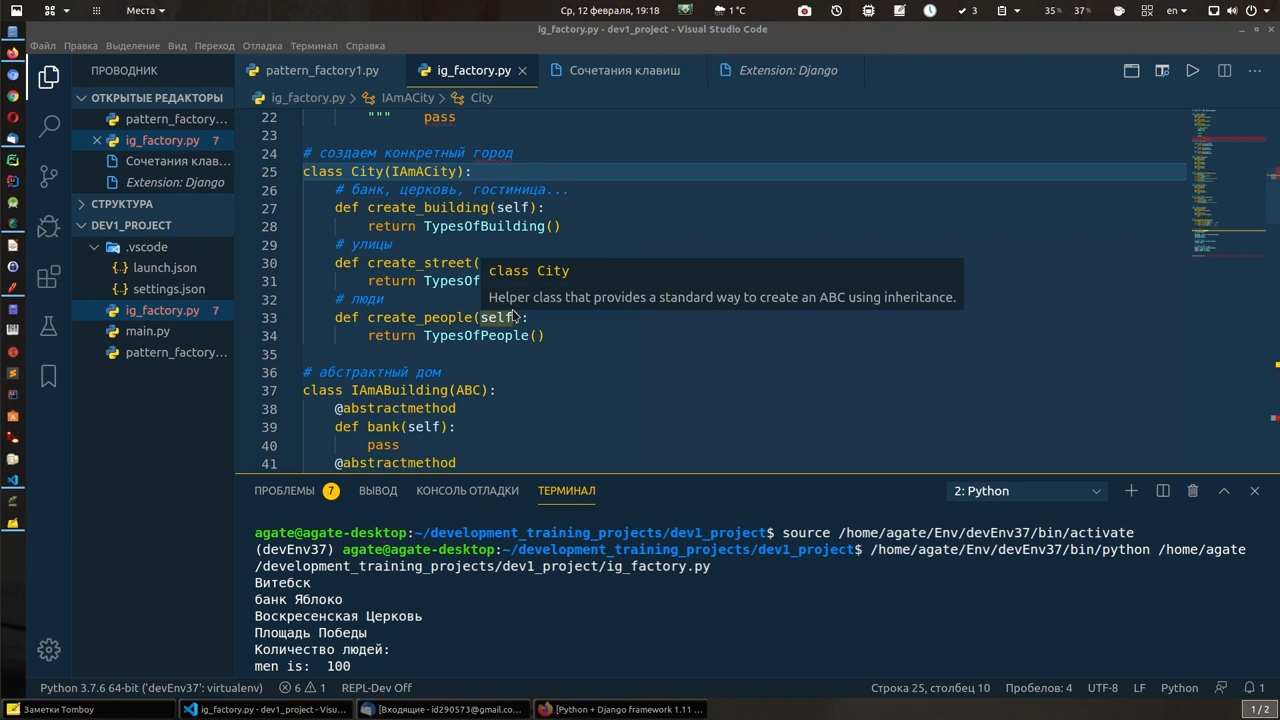 Места
Ср, 12 февраля, 19:18
1°C
3
35%
37%
en
ig_factory.py - dev1_project - Visual Studio Code
Файл Правка Выделение Вид Переход Отладка Терминал Справка
ПРОВОДНИК
pattern_factory1.py
ig_factory.py
Сочетания клавиш
Extension: Django
ОТКРЫТЫЕ РЕДАКТОРЫ
pattern_factory...
ig_factory.py 7
Сочетания клав...
Extension: Django
СТРУКТУРА
DEV1_PROJECT
.vscode
launch.json
settings.json
ig_factory.py 7
main.py
pattern_factory...
ig_factory.py > IAmACity > City
22 """ pass
23
24 # создаем конкретный город
25 class City(IAmACity):
26 # банк, церковь, гостиница...
27 def create_building(self):
28 return TypesOfBuilding()
29 # улицы
30 def create_street(
31 return TypesOf
32 # люди
33 def create_people(self):
34 return TypesOfPeople()
35
36 # абстрактный дом
37 class IAmABuilding(ABC):
38 @abstractmethod
39 def bank(self):
40 pass
41 @abstractmethod
class City
Helper class that provides a standard way to create an ABC using inheritance.
ПРОБЛЕМЫ 7 ВЫВОД КОНСОЛЬ ОТЛАДКИ ТЕРМИНАЛ
2: Python
agate@agate-desktop:~/development_training_projects/dev1_project$ source /home/agate/Env/devEnv37/bin/activate
(devEnv37) agate@agate-desktop:~/development_training_projects/dev1_project$ /home/agate/Env/devEnv37/bin/python /home/agate
/development_training_projects/dev1_project/ig_factory.py
Витебск
банк Яблоко
Воскресенская Церковь
Площадь Победы
Количество людей:
men is:  100
Python 3.7.6 64-bit ('devEnv37': virtualenv) 6 1 REPL-Dev Off
Строка 25, столбец 10 Пробелов: 4 UTF-8 LF Python 1
Заметки Tomboy
ig_factory.py - dev1_project - Visu...
[Входящие - id290573@gmail.co...
[Python + Django framework 1.11 ...
1/2